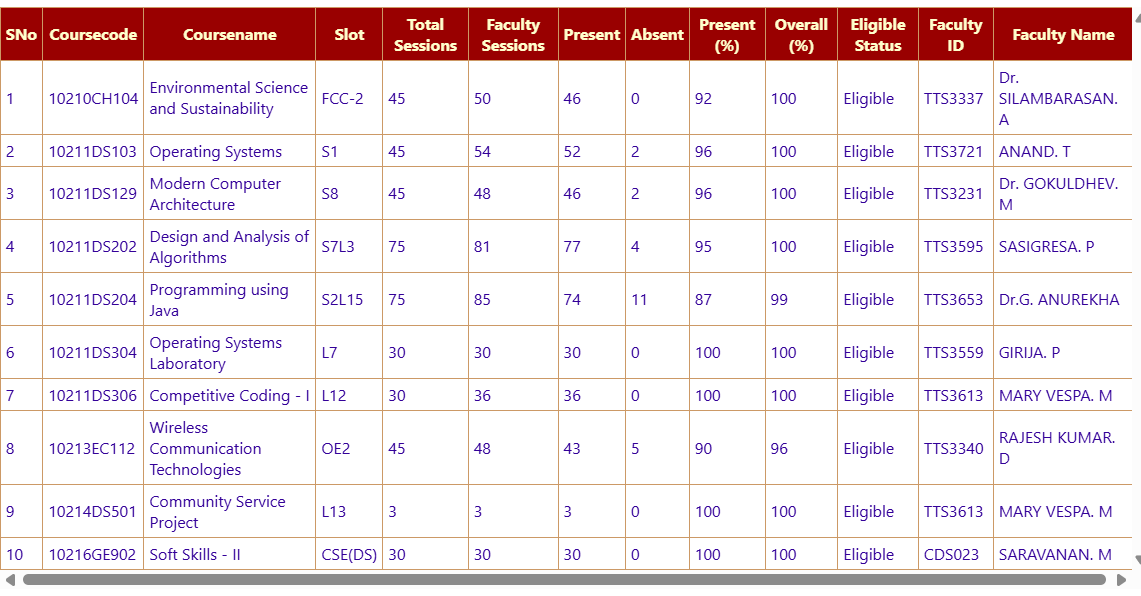 SNo Coursecode Coursename Slot Total Sessions Faculty Sessions Present Absent Present (%) Overall (%) Eligible Status Faculty ID Faculty Name
1 10210CH104 Environmental Science and Sustainability FCC-2 45 50 46 0 92 100 Eligible TTS3337 Dr. SILAMBARASAN. A
2 10211DS103 Operating Systems S1 45 54 52 2 96 100 Eligible TTS3721 ANAND. T
3 10211DS129 Modern Computer Architecture S8 45 48 46 2 96 100 Eligible TTS3231 Dr. GOKULDHEV. M
4 10211DS202 Design and Analysis of Algorithms S7L3 75 81 77 4 95 100 Eligible TTS3595 SASIGRESA. P
5 10211DS204 Programming using Java S2L15 75 85 74 11 87 99 Eligible TTS3653 Dr.G. ANUREKHA
6 10211DS304 Operating Systems Laboratory L7 30 30 30 0 100 100 Eligible TTS3559 GIRIJA. P
7 10211DS306 Competitive Coding - I L12 30 36 36 0 100 100 Eligible TTS3613 MARY VESPA. M
8 10213EC112 Wireless Communication Technologies OE2 45 48 43 5 90 96 Eligible TTS3340 RAJESH KUMAR. D
9 10214DS501 Community Service Project L13 3 3 3 0 100 100 Eligible TTS3613 MARY VESPA. M
10 10216GE902 Soft Skills - II CSE(DS) 30 30 30 0 100 100 Eligible CDS023 SARAVANAN. M